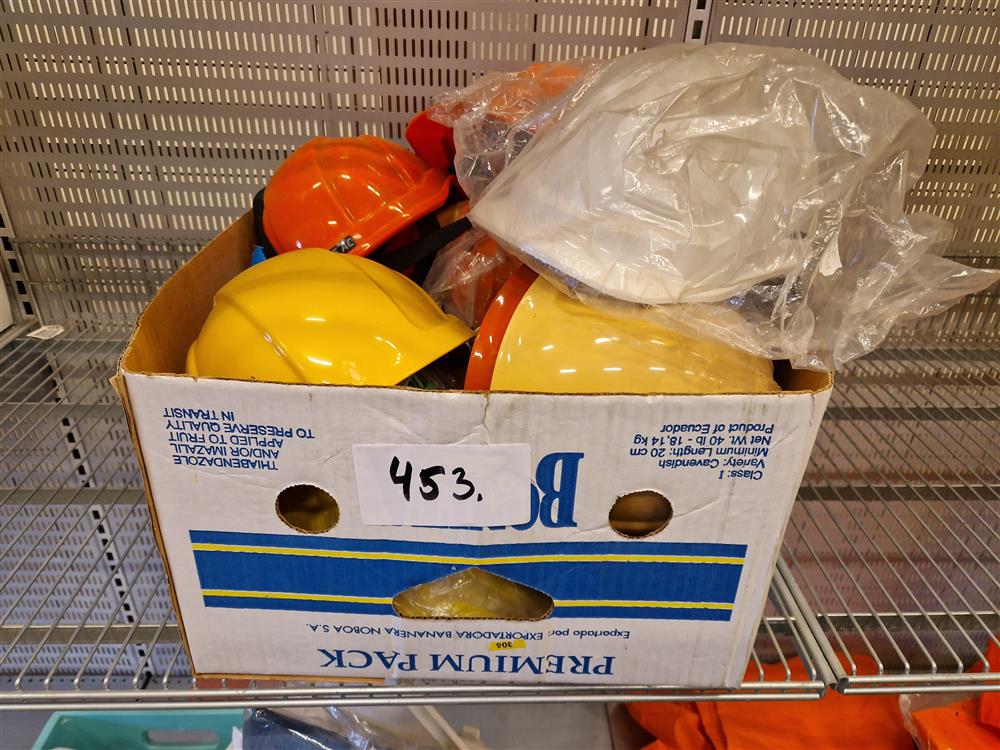 THIABENDAZOLE
AND/OR IMAZALIL
APPLIED TO FRUIT
TO PRESERVE QUALITY
IN TRANSIT
453.
Class: I
Variety: Cavendish
Minimum Length: 20 cm
Net Wt. 40 lb - 18,14 kg
Product of Ecuador
308
Exportado por: EXPORTADORA BANANERA NOBOA S.A.
PREMIUM PACK